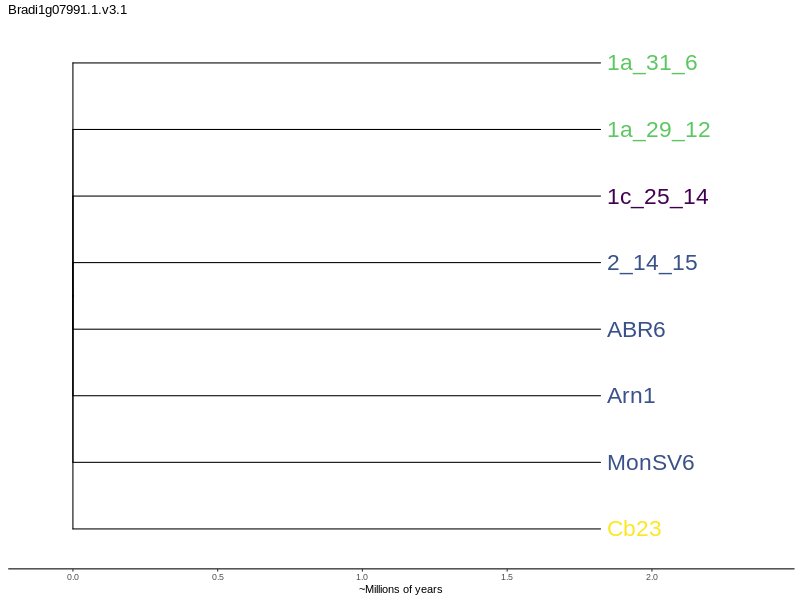 Bradi1g07991.1.v3.1
1a_31_6
1a_29_12
1c_25_14
2_14_15
ABR6
Arn1
MonSV6
Cb23
0.0 0.5 1.0 1.5 2.0
~Millions of years